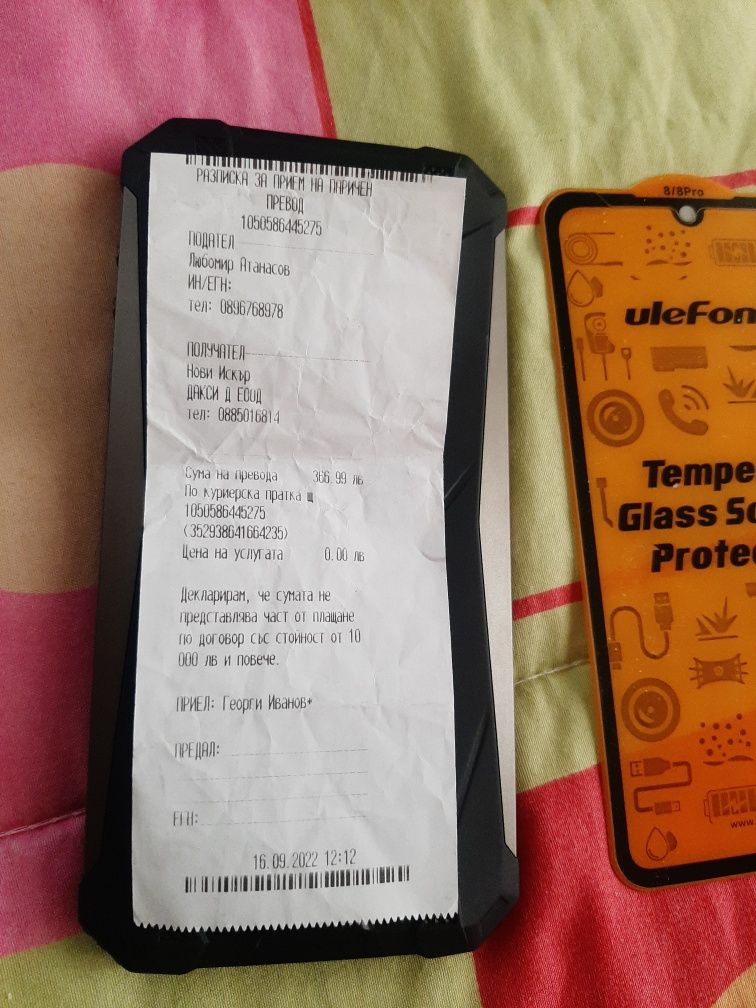 РАЗПИСКА ЗА ПРИЕМ НА ПАРИЧЕН
ПРЕВОД
1050586445275
ПОДАТЕЛ
Любомир Атанасов
ИН/ЕГН:
тел: 0896768978
ПОЛУЧАТЕЛ
Нови Искър
ДАКСИ Д ЕООД
тел: 0885016814
Сума на превода 366.99 лв
По куриерска пратка щ
1050586445275
(352938641664235)
Цена на услугата 0.00 лв
Декларирам, че сумата не
представлява част от плащане
по договор със стойност от 10
000 лв и повече.
ПРИЕЛ: Георги Иванов+
ПРЕДАЛ:
ЕГН:
16.09.2022 12:12
8/8Pro
uleFon
Tempe
Glass Sc
Protec
www.